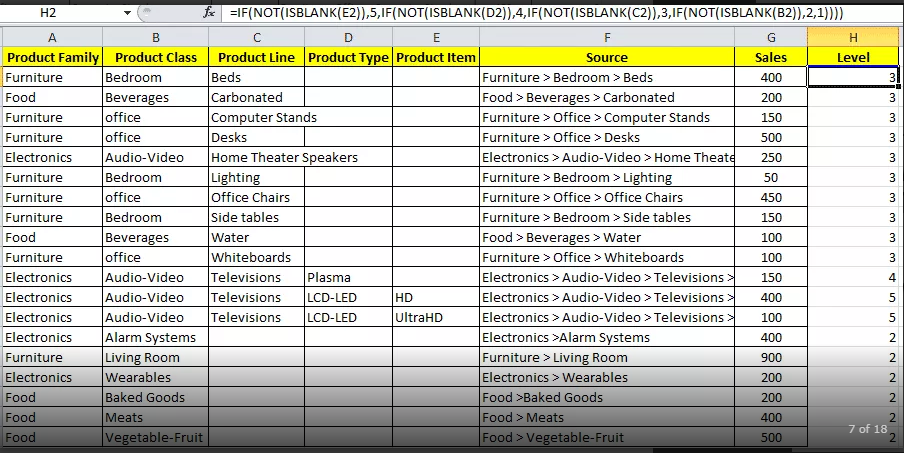 H2 fx =IF(NOT(ISBLANK(E2)),5,IF(NOT(ISBLANK(D2)),4,IF(NOT(ISBLANK(C2)),3,IF(NOT(ISBLANK(B2)),2,1))))
A B C D E F G H
Product Family Product Class Product Line Product Type Product Item Source Sales Level
Furniture Bedroom Beds Furniture > Bedroom > Beds 400 3
Food Beverages Carbonated Food > Beverages > Carbonated 200 3
Furniture office Computer Stands Furniture > Office > Computer Stands 150 3
Furniture office Desks Furniture > Office > Desks 500 3
Electronics Audio-Video Home Theater Speakers Electronics > Audio-Video > Home Theate 250 3
Furniture Bedroom Lighting Furniture > Bedroom > Lighting 50 3
Furniture office Office Chairs Furniture > Office > Office Chairs 450 3
Furniture Bedroom Side tables Furniture > Bedroom > Side tables 150 3
Food Beverages Water Food > Beverages > Water 100 3
Furniture office Whiteboards Furniture > Office > Whiteboards 100 3
Electronics Audio-Video Televisions Plasma Electronics > Audio-Video > Televisions > 150 4
Electronics Audio-Video Televisions LCD-LED HD Electronics > Audio-Video > Televisions > 400 5
Electronics Audio-Video Televisions LCD-LED UltraHD Electronics > Audio-Video > Televisions > 100 5
Electronics Alarm Systems Electronics >Alarm Systems 400 2
Furniture Living Room Furniture > Living Room 900 2
Electronics Wearables Electronics > Wearables 200 2
Food Baked Goods Food >Baked Goods 200 2
Food Meats Food > Meats 400 2
7 of 18
Food Vegetable-Fruit Food > Vegetable-Fruit 500 2